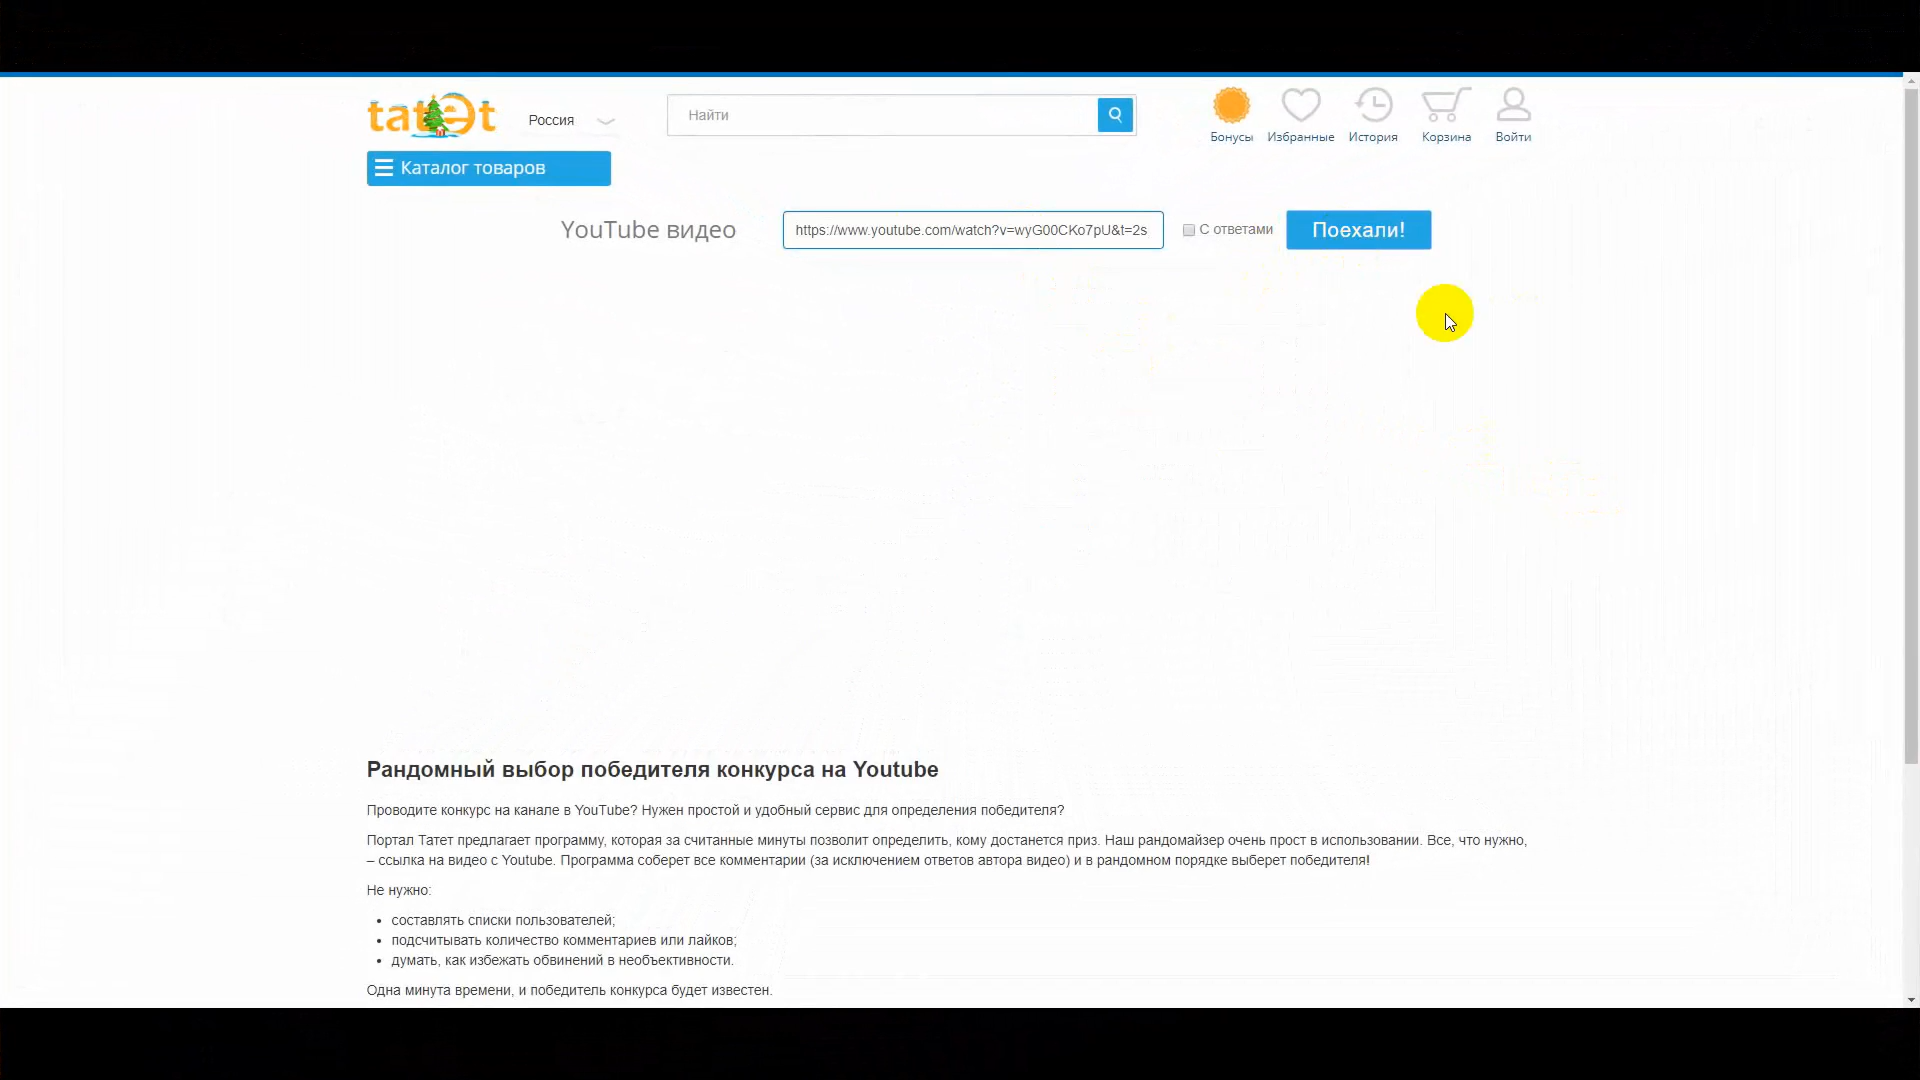 татет
Россия
Найти
Бонусы
Избранные
История
Корзина
Войти
Каталог товаров
YouTube видео
https://www.youtube.com/watch?v=wyG00CKo7pU&t=2s
С ответами
Поехали!
Рандомный выбор победителя конкурса на Youtube
Проводите конкурс на канале в YouTube? Нужен простой и удобный сервис для определения победителя?
Портал Татет предлагает программу, которая за считанные минуты позволит определить, кому достанется приз. Наш рандомайзер очень прост в использовании. Все, что нужно,
– ссылка на видео с Youtube. Программа соберет все комментарии (за исключением ответов автора видео) и в рандомном порядке выберет победителя!
Не нужно:
• составлять списки пользователей;
• подсчитывать количество комментариев или лайков;
• думать, как избежать обвинений в необъективности.
Одна минута времени, и победитель конкурса будет известен.